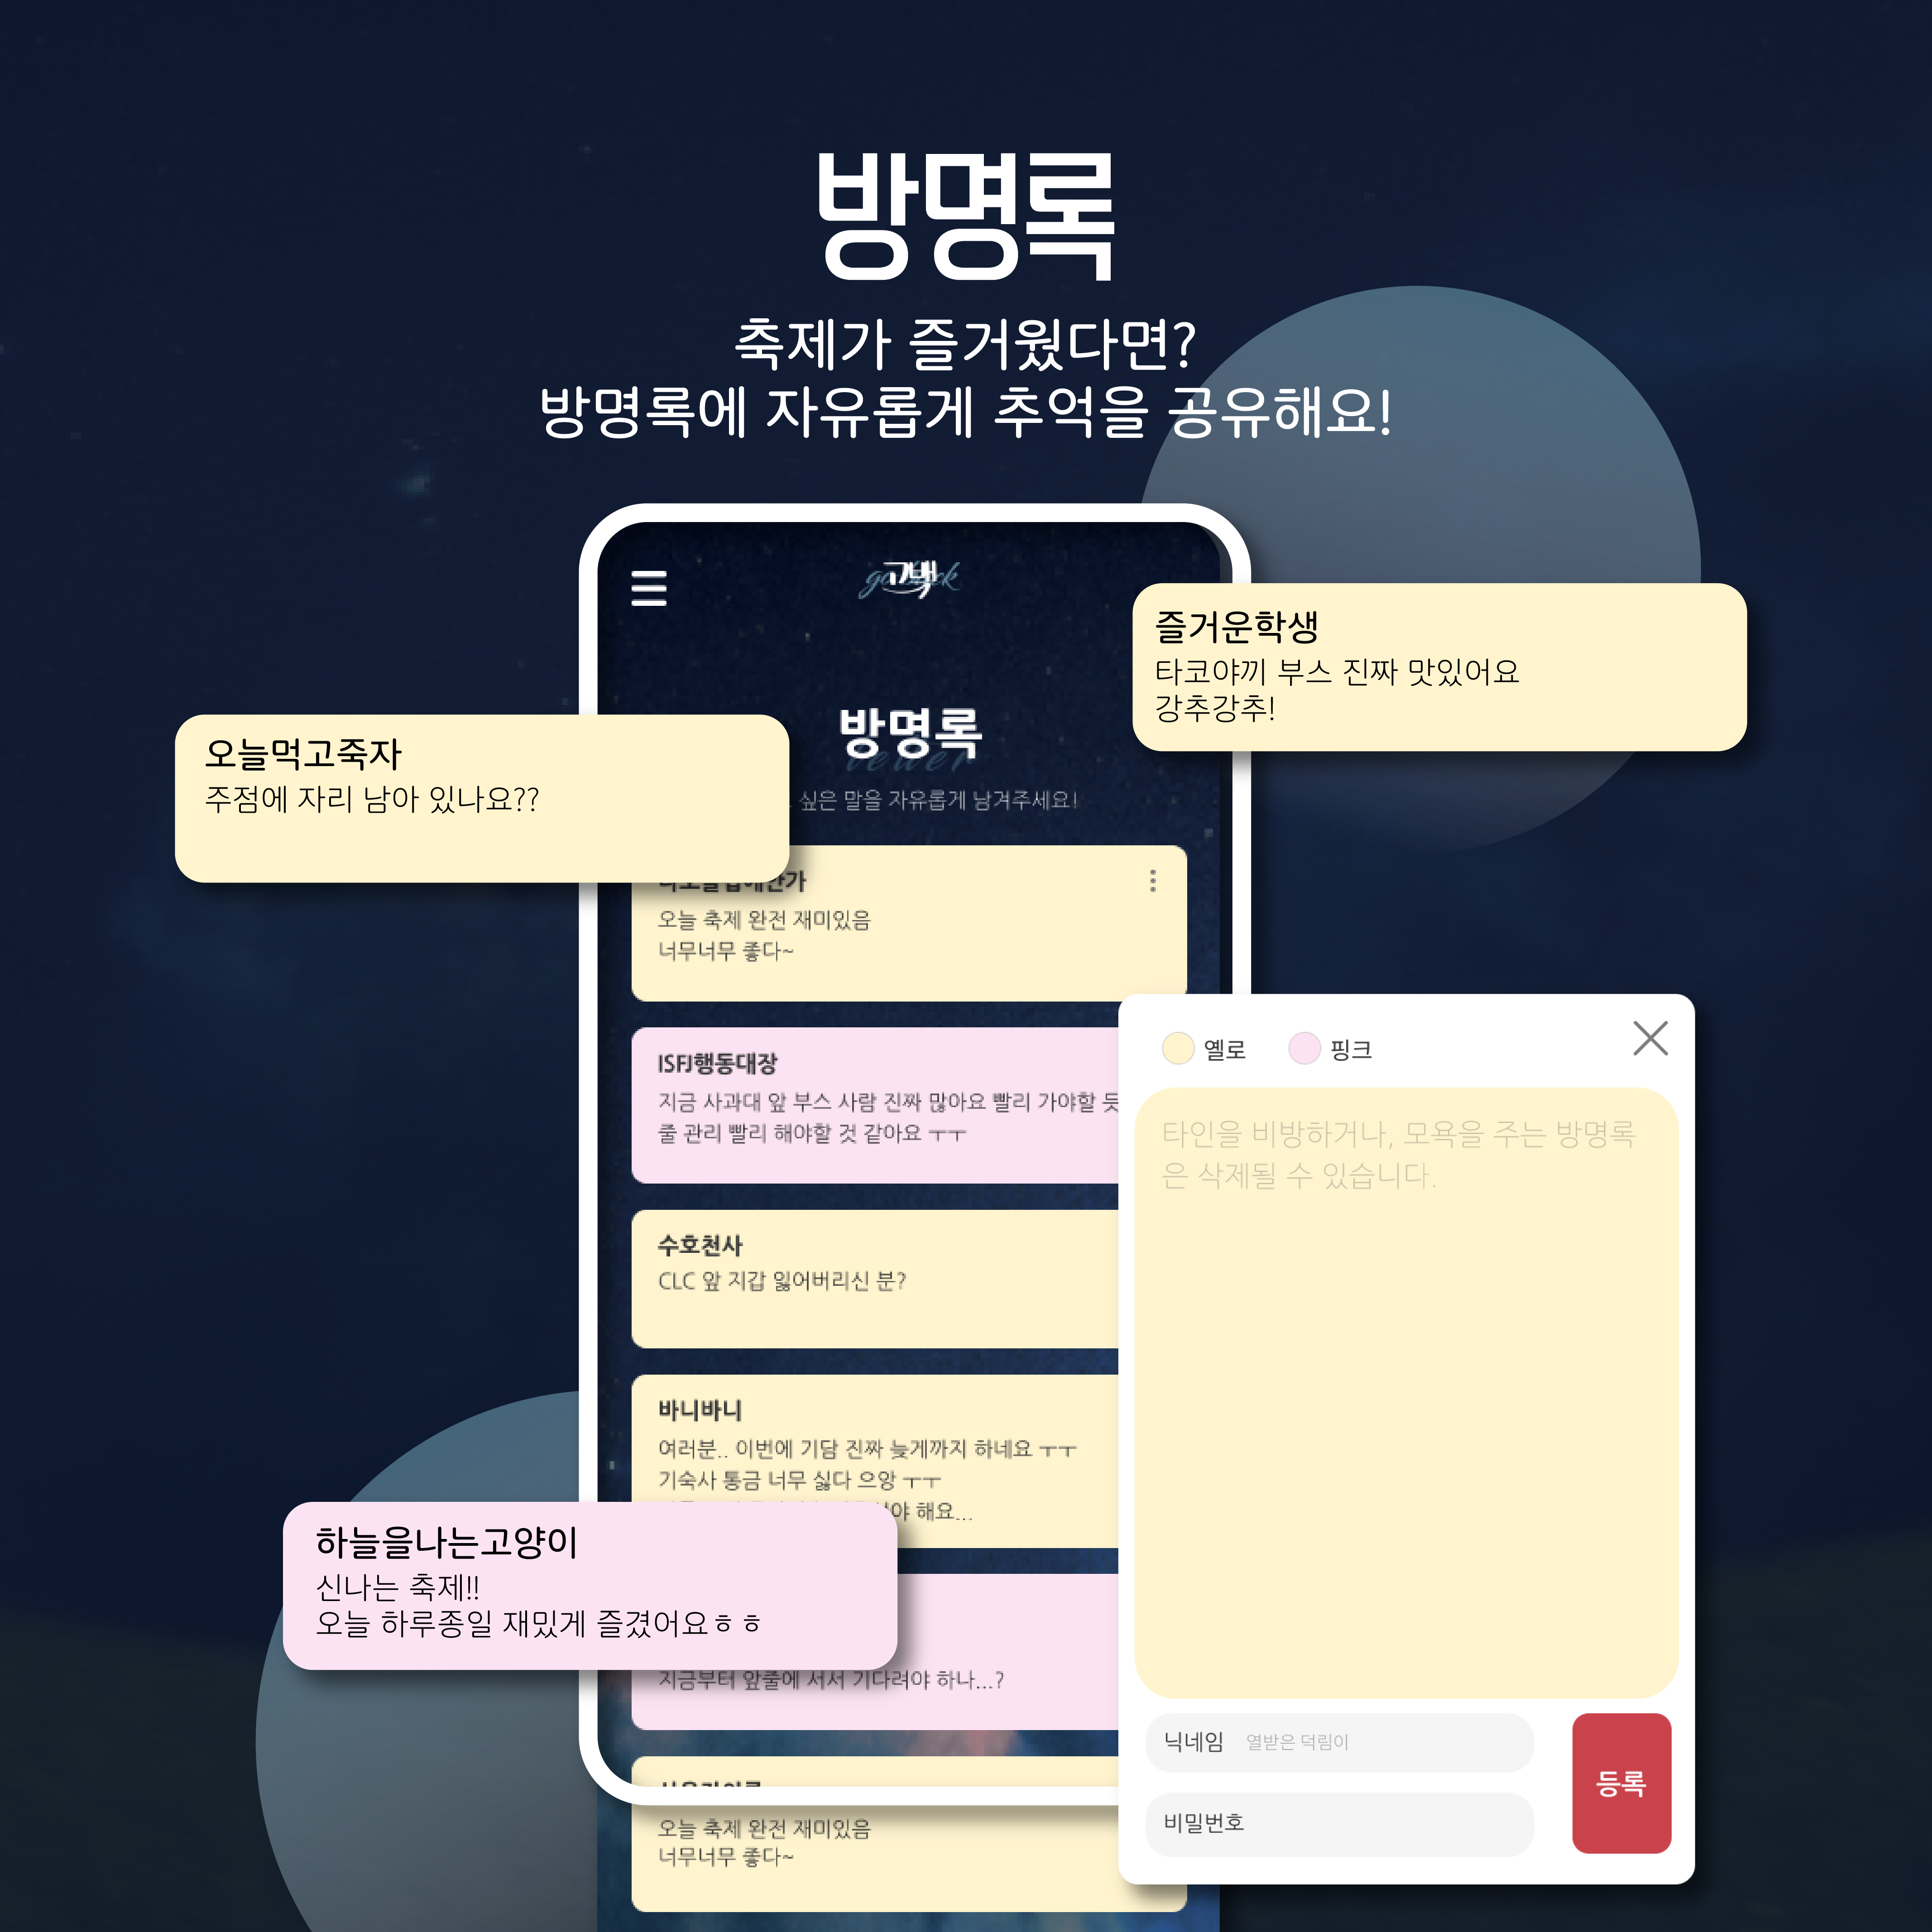 방명록
축제가 즐거웠다면?
방명록에 자유롭게 추억을 공유해요!
go back
고백
즐거운학생
타코야끼 부스 진짜 맛있어요
강추강추!
방명록
싶은 말을 자유롭게 남겨주세요!
오늘먹고죽자
주점에 자리 남아 있나요??
오늘 축제 완전 재미있음
너무너무 좋다~
ISFJ행동대장
지금 사과대 앞 부스 사람 진짜 많아요 빨리 가야할 듯
줄 관리 빨리 해야할 것 같아요 ㅜㅜ
수호천사
CLC 앞 지갑 잃어버리신 분?
바니바니
여러분.. 이번에 기담 진짜 늦게까지 하네요 ㅜㅜ
기숙사 통금 너무 싫다 으앙 ㅜㅜ
해요...
하늘을나는고양이
신나는 축제!!
오늘 하루종일 재밌게 즐겼어요ㅎㅎ
지금부터 앞줄에 서서 기다려야 하나...?
오늘 축제 완전 재미있음
너무너무 좋다~
옐로 핑크
타인을 비방하거나, 모욕을 주는 방명록
은 삭제될 수 있습니다.
닉네임 열받은 덕림이
비밀번호
등록